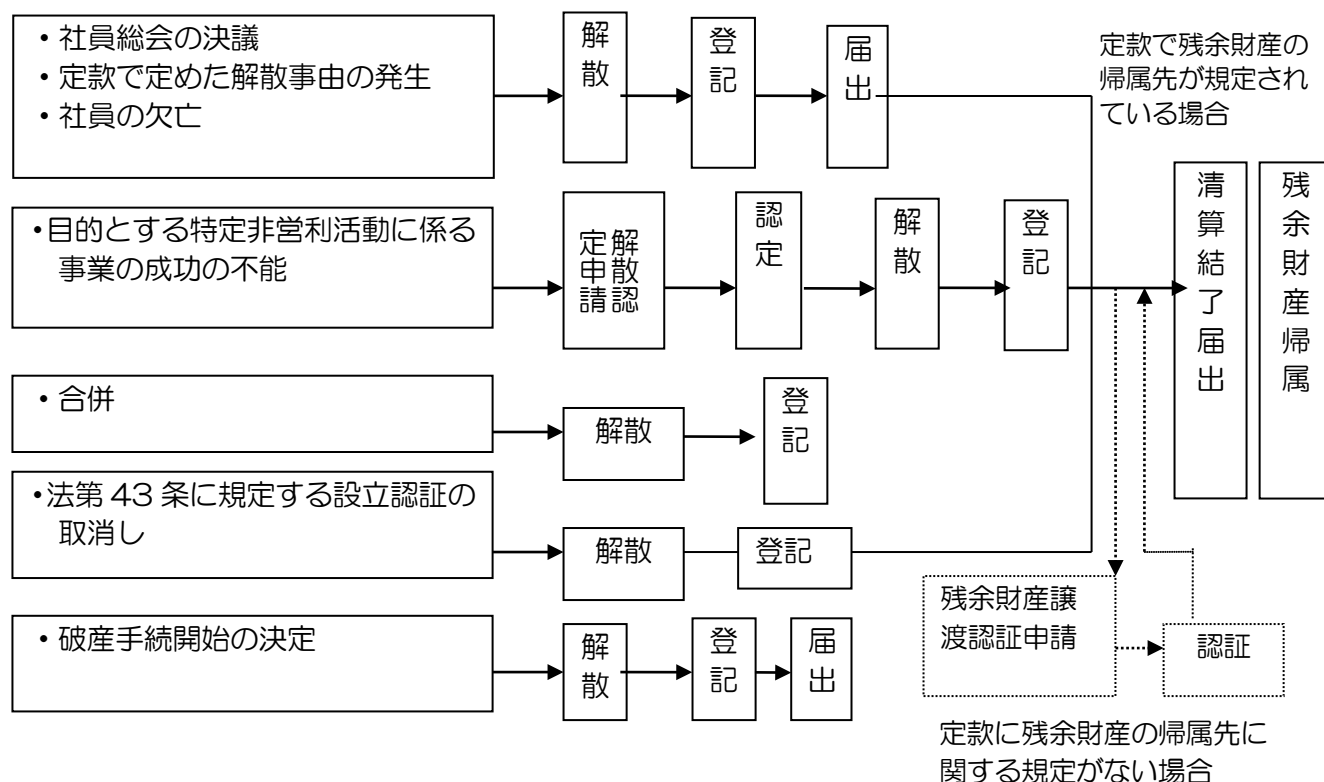 ・社員総会の決議
・定款で定めた解散事由の発生
・社員の欠亡
解散
登記
届出
定款で残余財産の
帰属先が規定され
ている場合
・目的とする特定非営利活動に係る
事業の成功の不能
解散認
定申請
認定
解散
登記
清算結了届出
残余財産帰属
・合併
解散
登記
・法第 43 条に規定する設立認証の
取消し
解散
登記
残余財産譲
渡認証申請
認証
・破産手続開始の決定
解散
登記
届出
定款に残余財産の帰属先に
関する規定がない場合